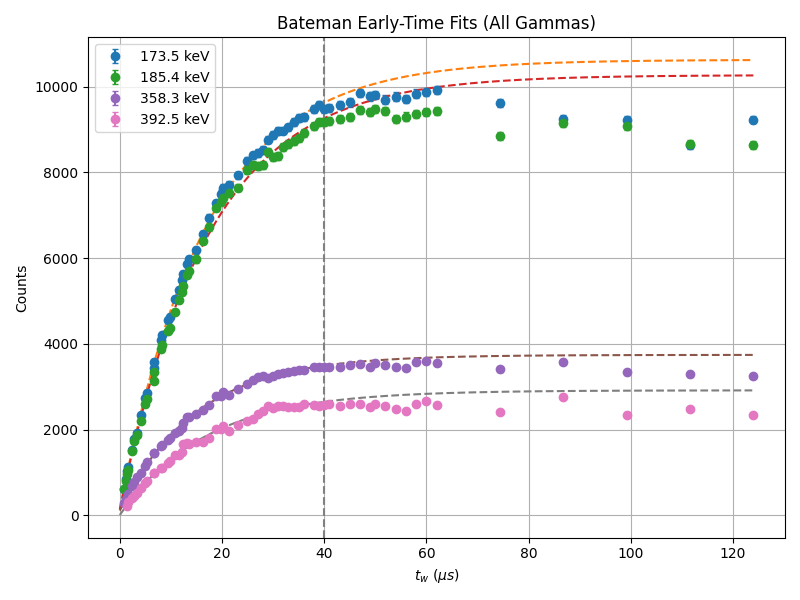 Bateman Early-Time Fits (All Gammas)
173.5 keV
185.4 keV
358.3 keV
392.5 keV
Counts
10000
8000
6000
4000
2000
0
0 20 40 60 80 100 120
t_w (μs)